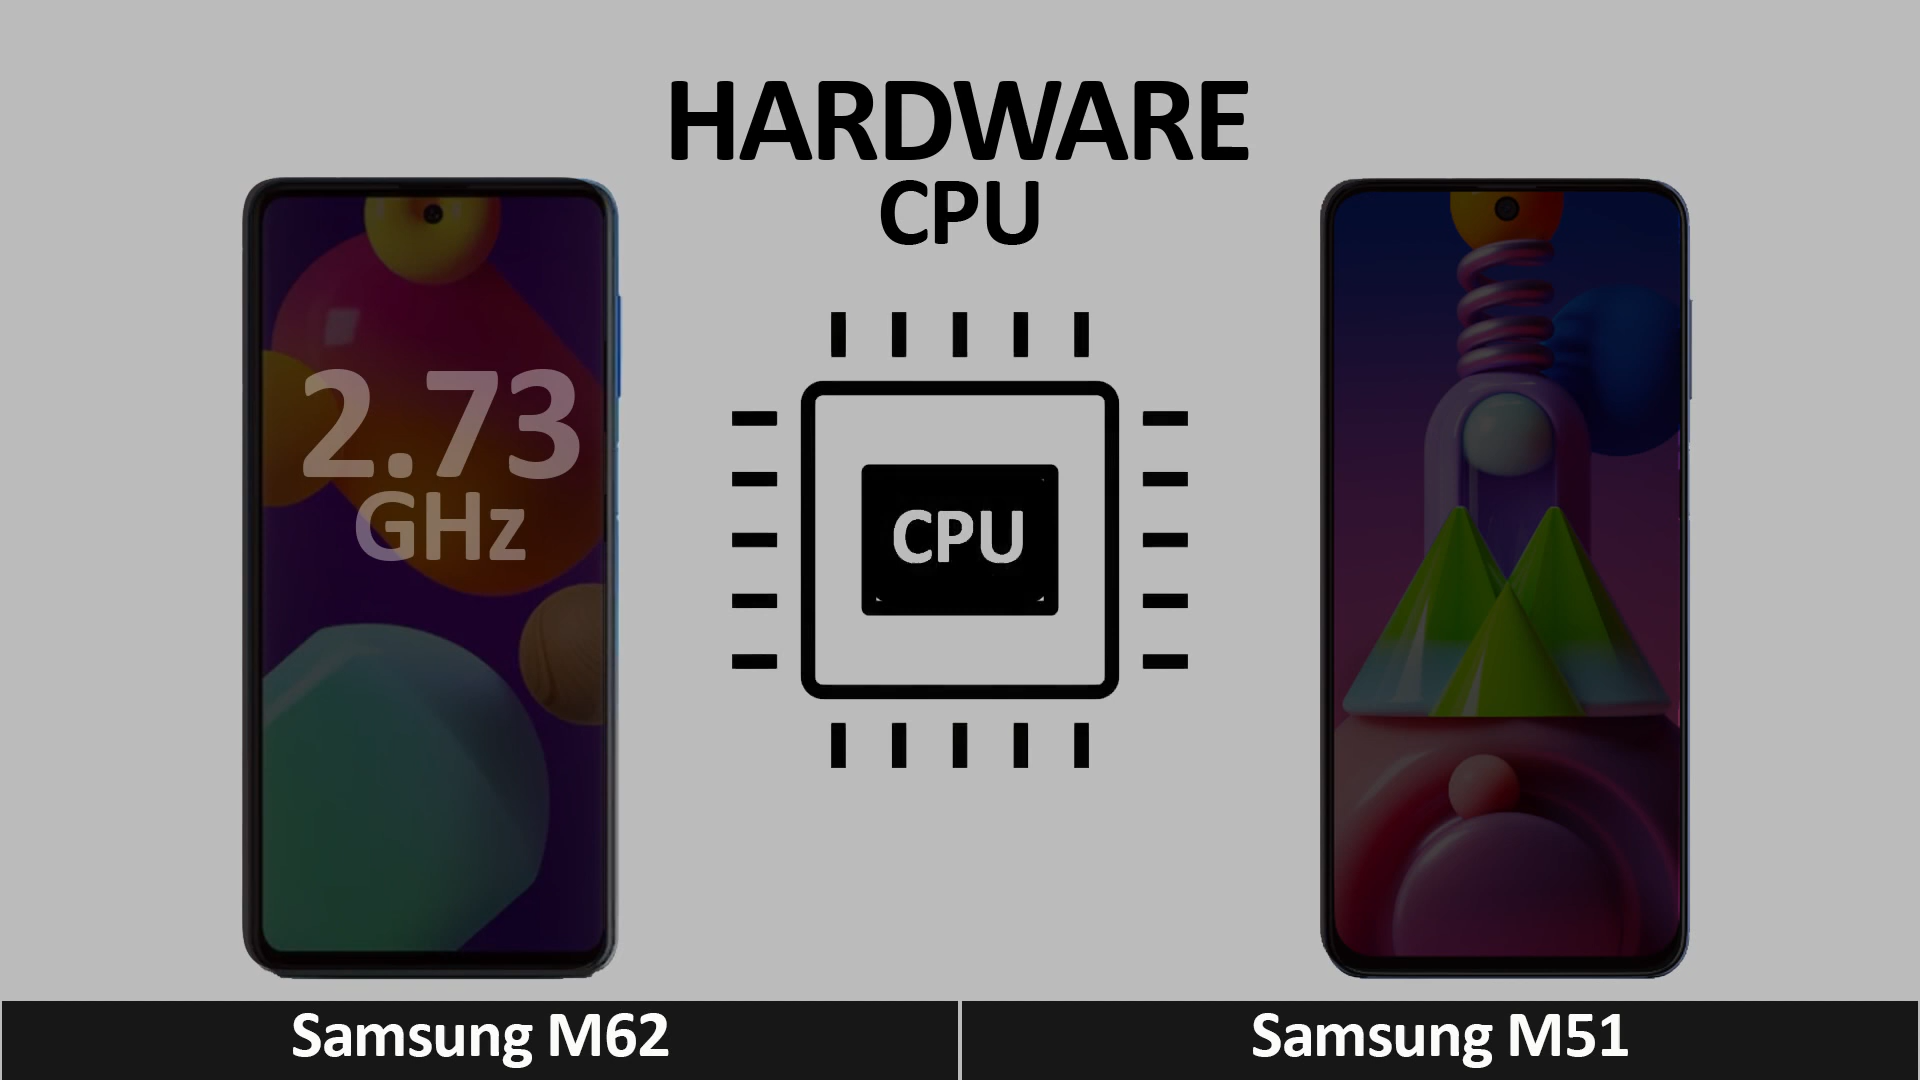 HARDWARE
CPU
2.73
GHz
CPU
Samsung M62
Samsung M51